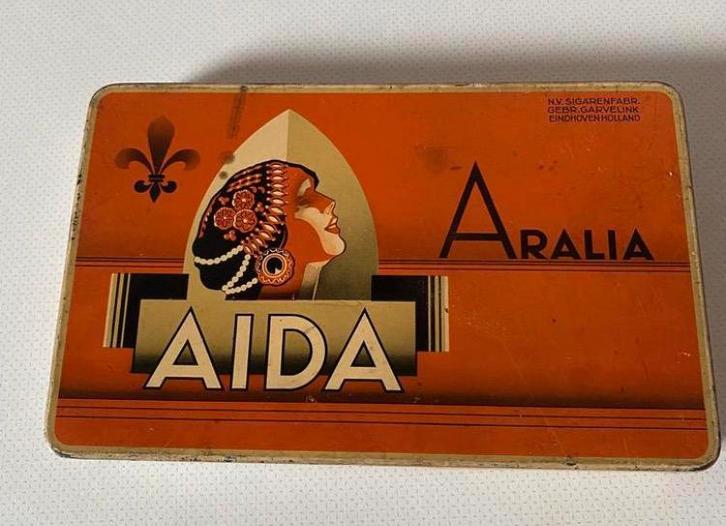 N.V. SIGARENFABR.
GEBR. GARVELINK
EINDHOVEN HOLLAND
ARALIA
AIDA